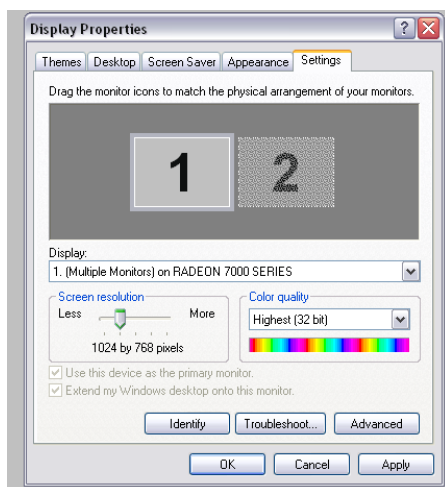 Display Properties
Themes Desktop Screen Saver Appearance Settings
Drag the monitor icons to match the physical arrangement of your monitors.
1 2
Display:
1. (Multiple Monitors) on RADEON 7000 SERIES
Screen resolution
Less More
1024 by 768 pixels
Color quality
Highest (32 bit)
Use this device as the primary monitor.
Extend my Windows desktop onto this monitor.
Identify Troubleshoot... Advanced
OK Cancel Apply